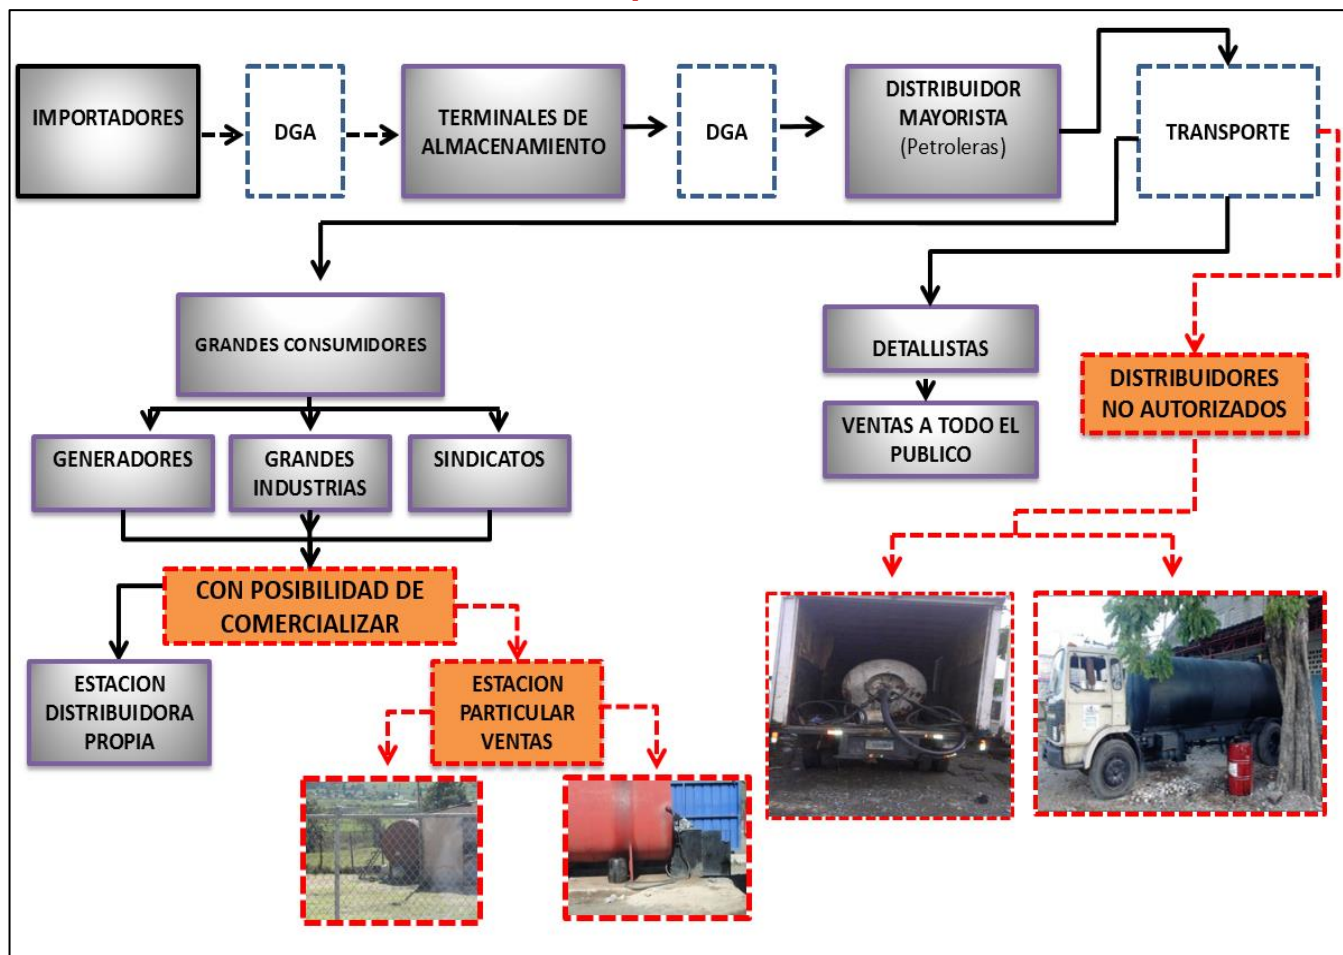 IMPORTADORES
DGA
TERMINALES DE
ALMACENAMIENTO
DGA
DISTRIBUIDOR
MAYORISTA
(Petroleras)
TRANSPORTE
GRANDES CONSUMIDORES
DETALLISTAS
DISTRIBUIDORES
NO AUTORIZADOS
VENTAS A TODO EL
PUBLICO
GENERADORES
GRANDES
INDUSTRIAS
SINDICATOS
CON POSIBILIDAD DE
COMERCIALIZAR
ESTACION
DISTRIBUIDORA
PROPIA
ESTACION
PARTICULAR
VENTAS